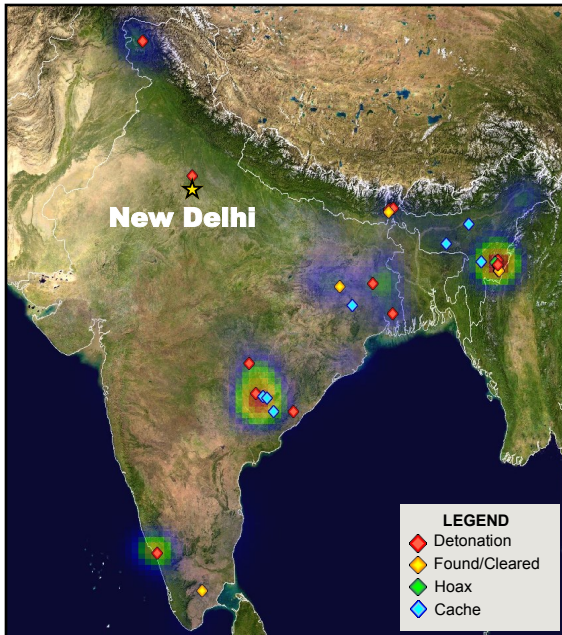 New Delhi
LEGEND
Detonation
Found/Cleared
Hoax
Cache